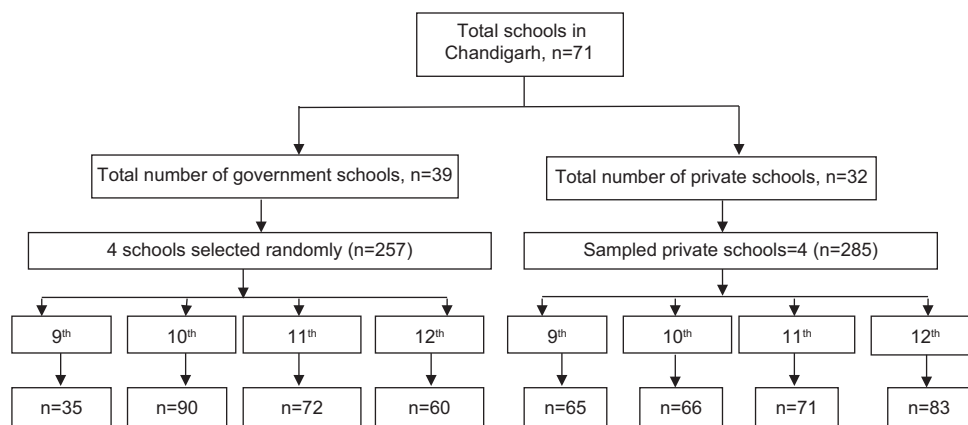 Total schools in
Chandigarh, n=71
Total number of government schools, n=39
Total number of private schools, n=32
4 schools selected randomly (n=257)
Sampled private schools=4 (n=285)
9th 10th 11th 12th 9th 10th 11th 12th
n=35 n=90 n=72 n=60 n=65 n=66 n=71 n=83